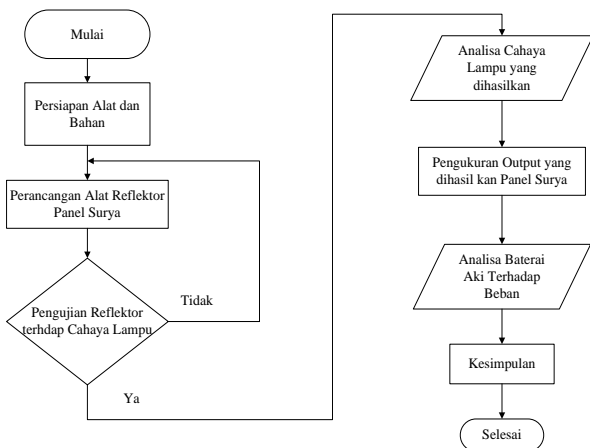 Mulai
Persiapan Alat dan
Bahan
Perancangan Alat Reflektor
Panel Surya
Pengujian Reflektor
terhdap Cahaya Lampu
Tidak
Ya
Analisa Cahaya
Lampu yang
dihasilkan
Pengukuran Output yang
dihasil kan Panel Surya
Analisa Baterai
Aki Terhadap
Beban
Kesimpulan
Selesai